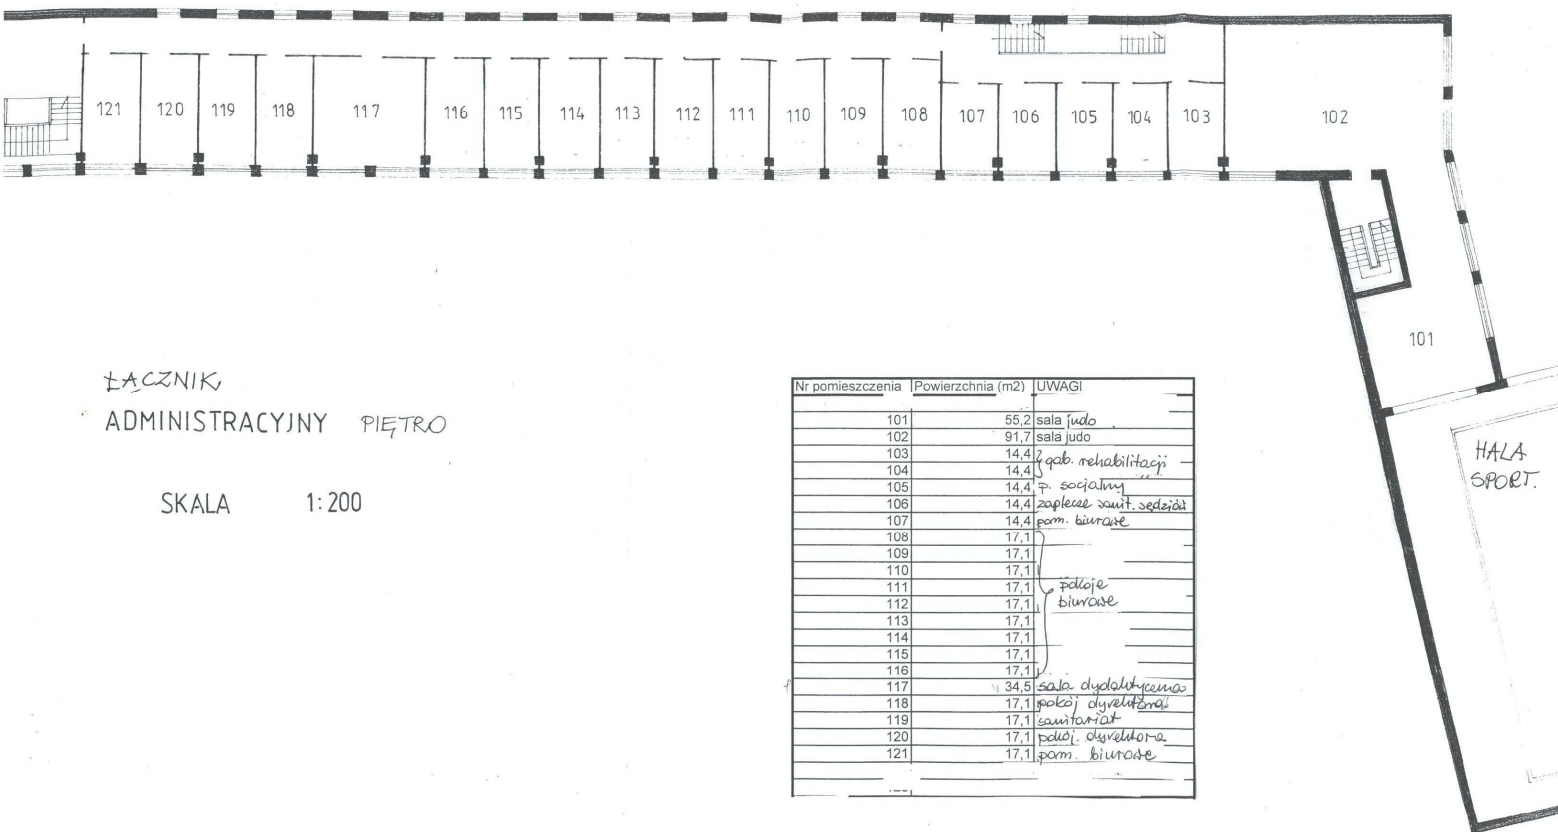 121 120 119 118 117 116 115 114 113 112 111 110 109 108 107 106 105 104 103 102
101
ŁĄCZNIK
ADMINISTRACYJNY PIĘTRO
SKALA 1:200
HALA
SPORT.
Nr pomieszczenia Powierzchnia (m2) UWAGI
101 55,2 sala judo
102 91,7 sala judo
103 14,4
gab. rehabilitacji
104 14,4
105 14,4 p. socjalny
106 14,4 zaplecze sanit. sędziów
107 14,4 pom. biurowe
108 17,1
109 17,1
110 17,1
111 17,1 pokoje
112 17,1 biurowe
113 17,1
114 17,1
115 17,1
116 17,1
117 34,5 sala dydaktyczna
118 17,1 pokój dyrektora
119 17,1 sanitariat
120 17,1 pokój. dyrektora
121 17,1 pom. biurowe